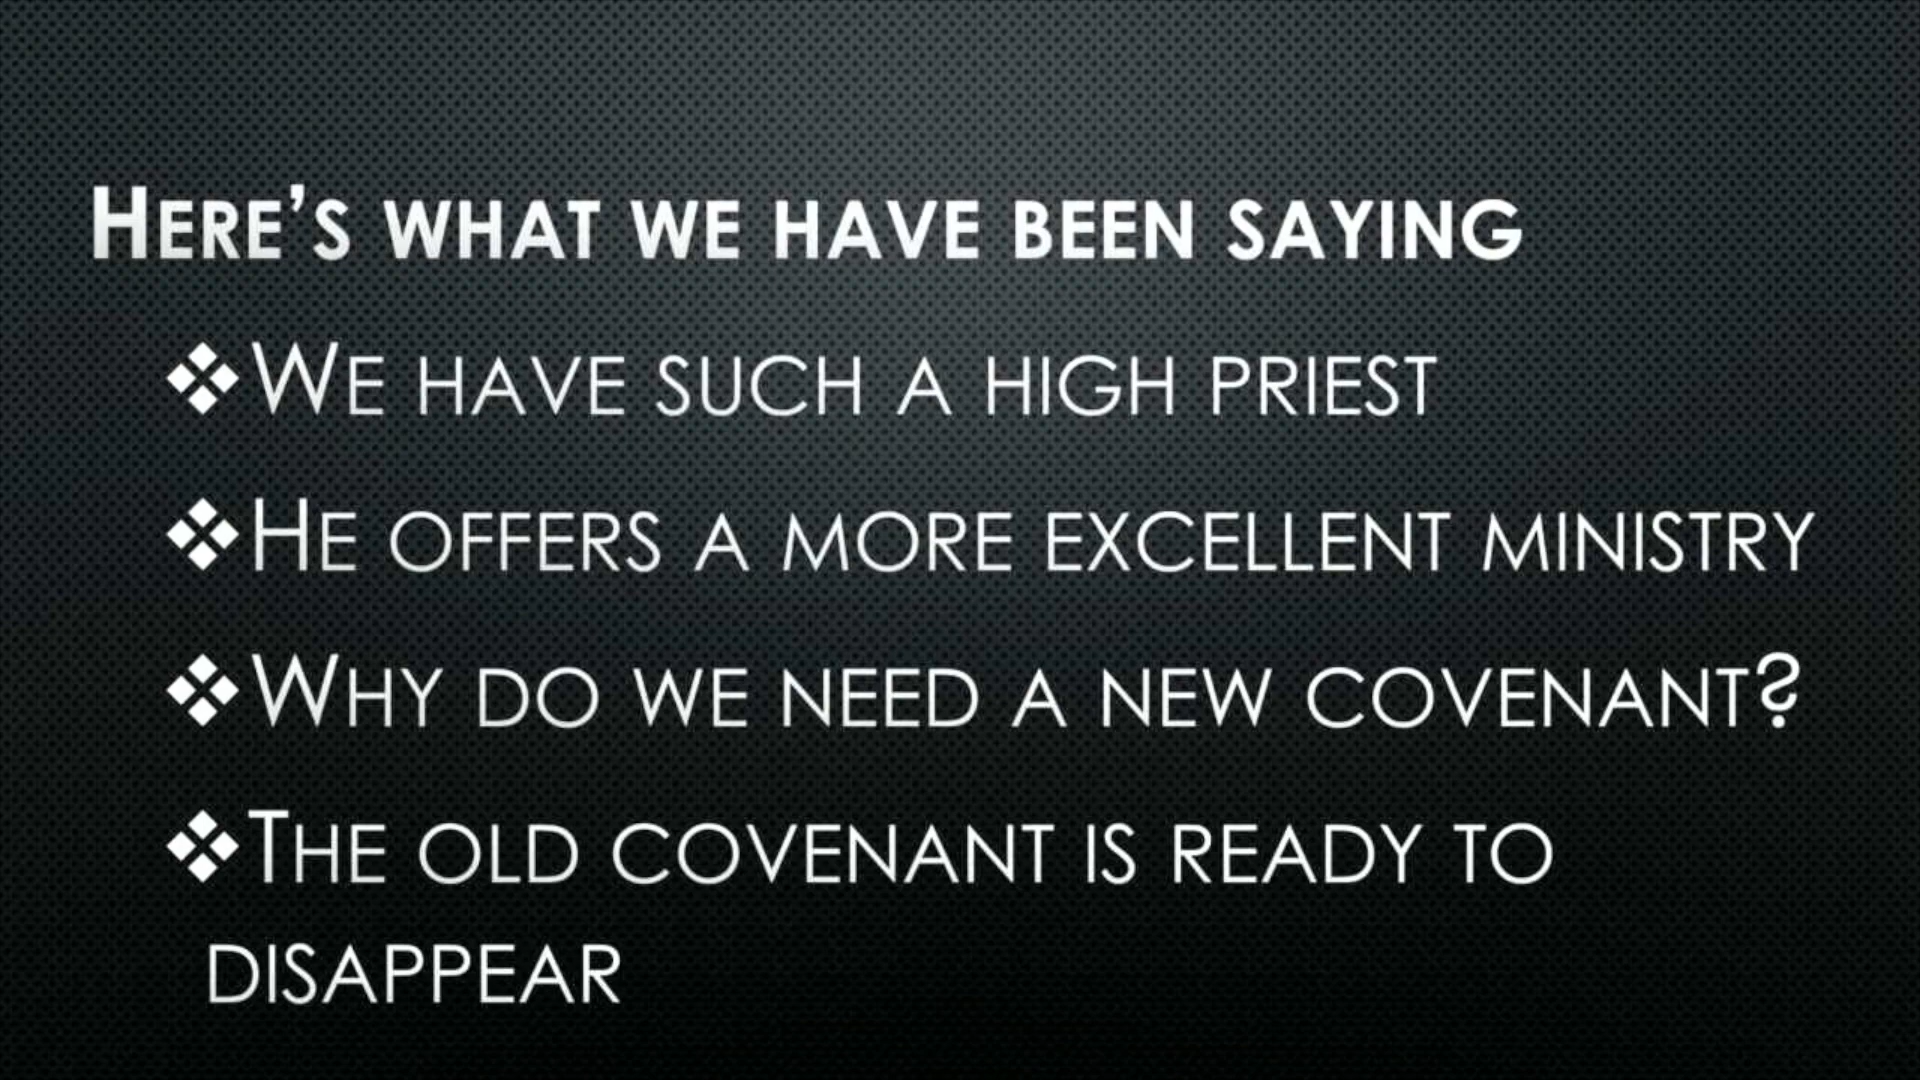 Here’s what we have been saying
❖We have such a high priest
❖He offers a more excellent ministry
❖Why do we need a new covenant?
❖The old covenant is ready to
disappear